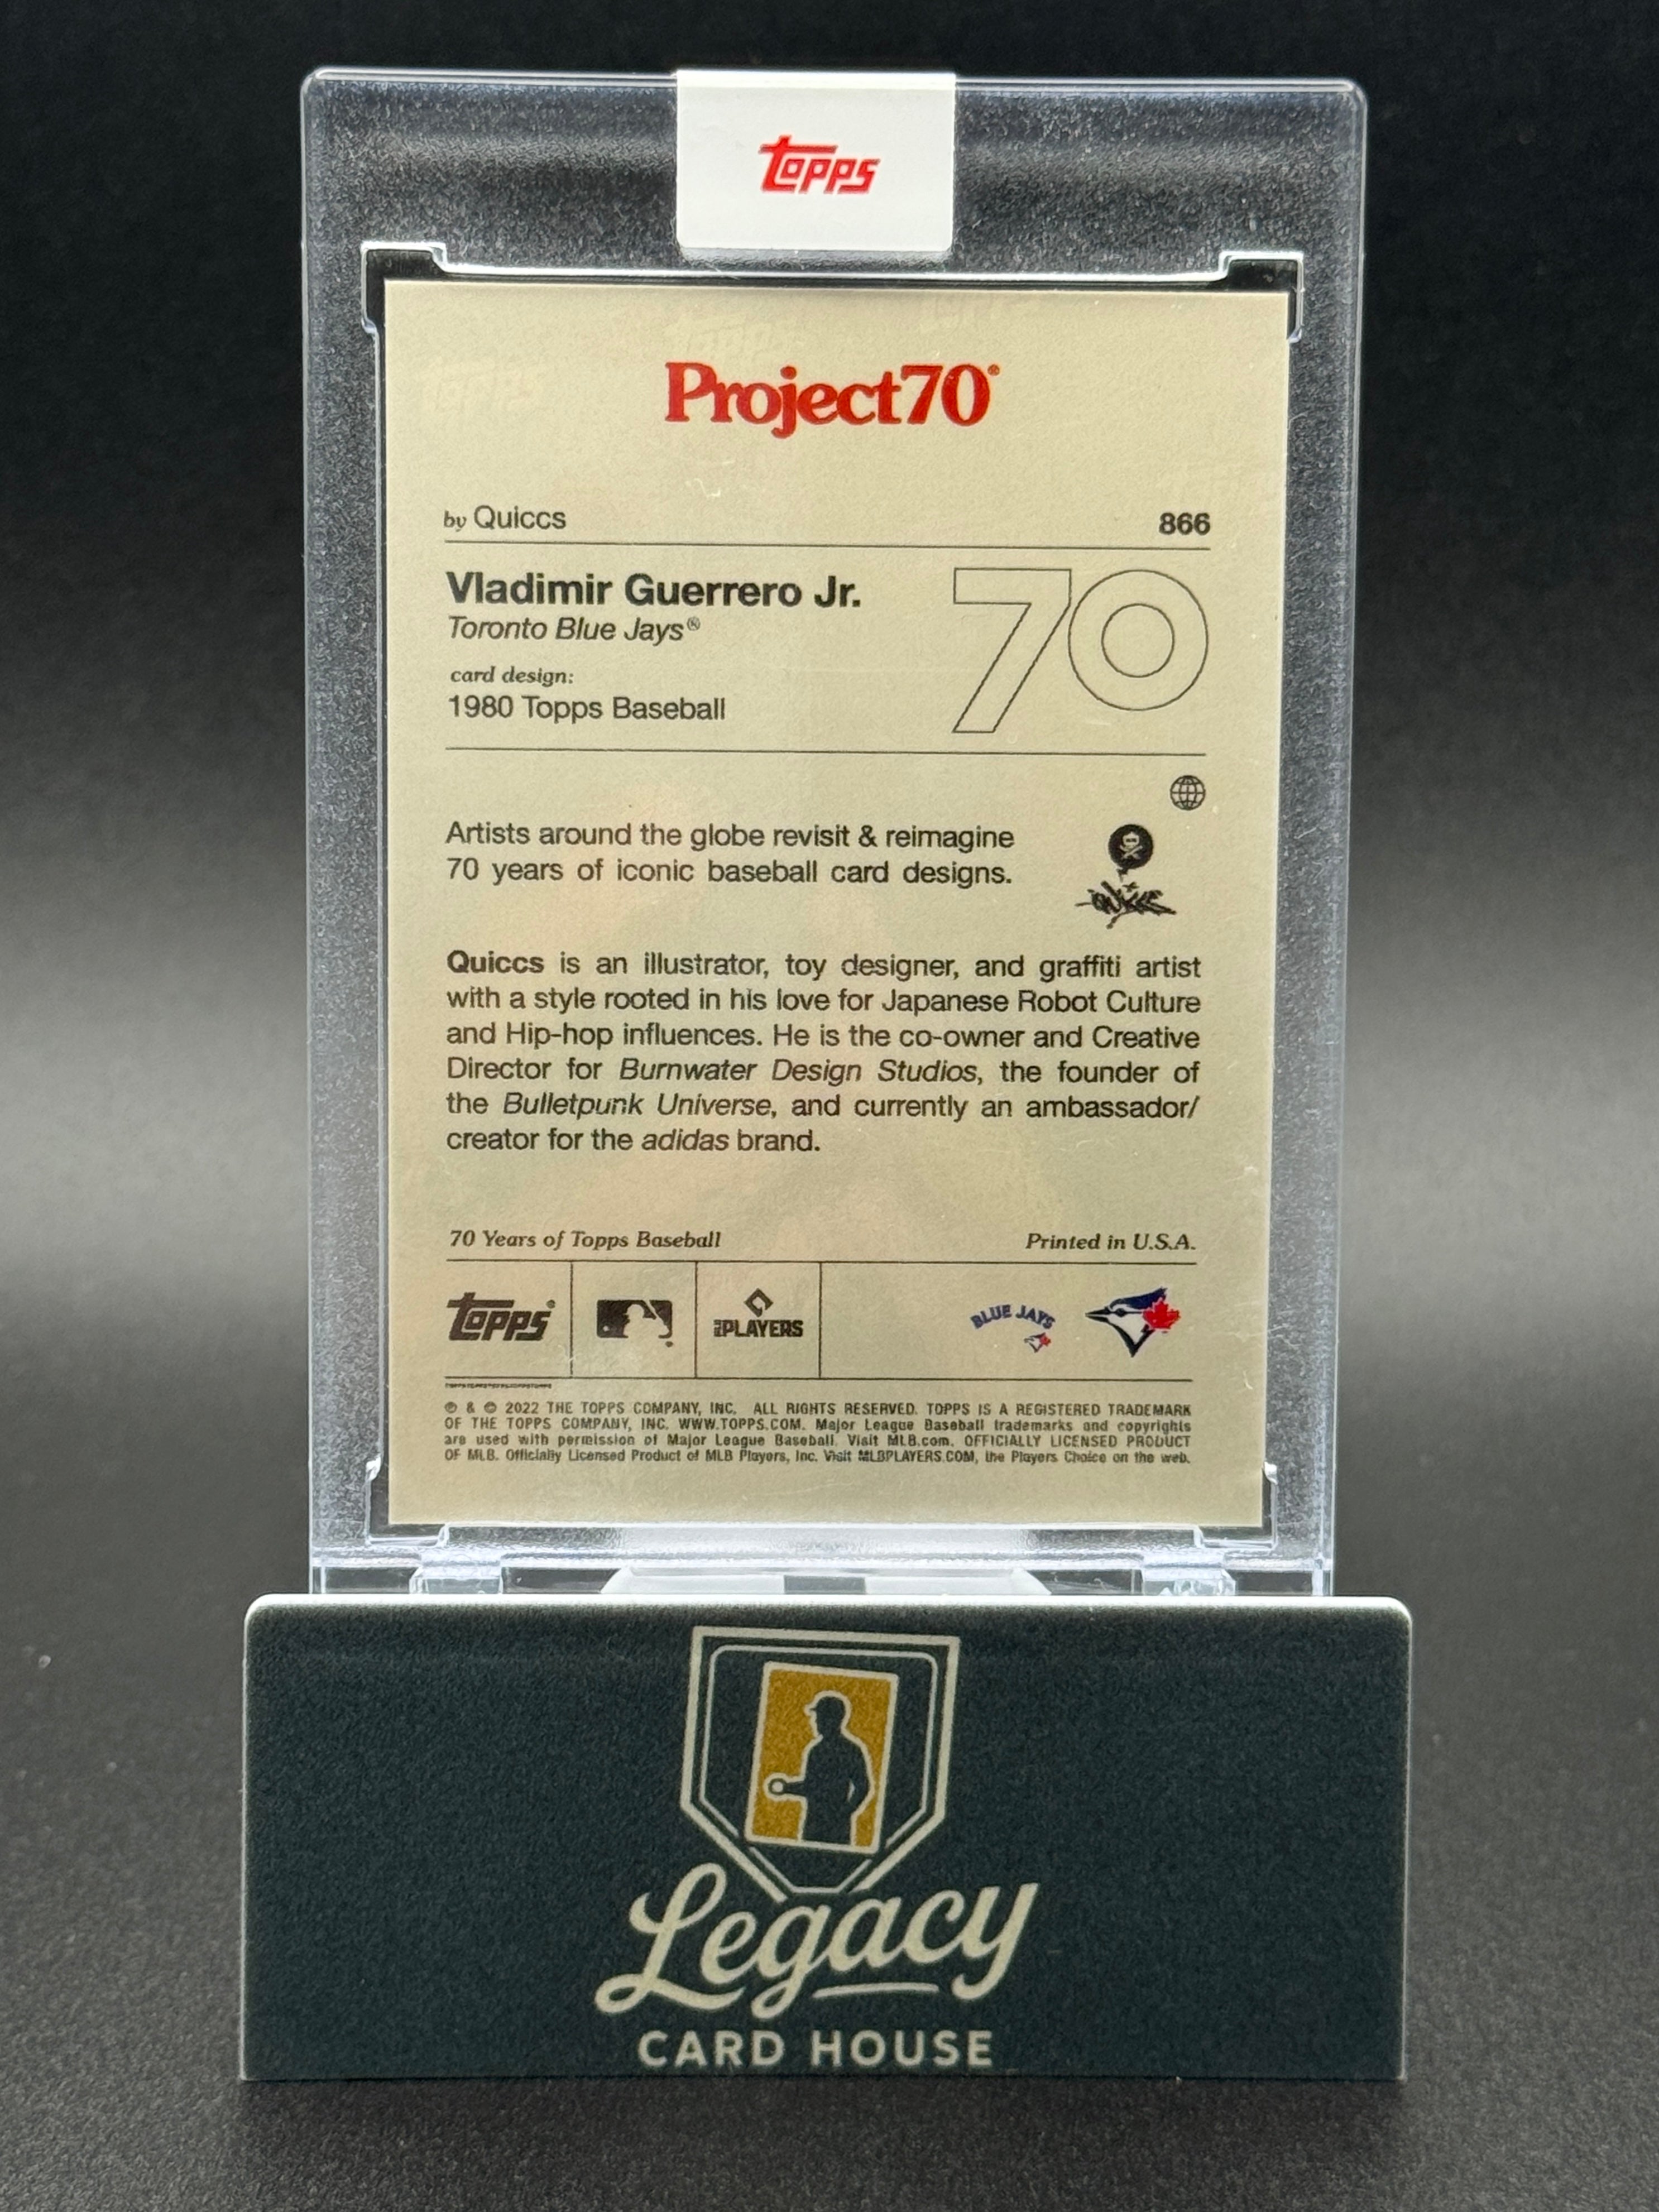 Topps
Project70®
by Quiccs
866
Vladimir Guerrero Jr.
Toronto Blue Jays®
70
card design:
1980 Topps Baseball
Artists around the globe revisit & reimagine
70 years of iconic baseball card designs.
Quiccs is an illustrator, toy designer, and graffiti artist
with a style rooted in his love for Japanese Robot Culture
and Hip-hop influences. He is the co-owner and Creative
Director for Burnwater Design Studios, the founder of
the Bulletpunk Universe, and currently an ambassador/
creator for the adidas brand.
70 Years of Topps Baseball
Printed in U.S.A.
Topps®
PLAYERS
BLUE JAYS
℗ & © 2022 THE TOPPS COMPANY, INC. ALL RIGHTS RESERVED. TOPPS IS A REGISTERED TRADEMARK
OF THE TOPPS COMPANY, INC. WWW.TOPPS.COM. Major League Baseball trademarks and copyrights
are used with permission of Major League Baseball. Visit MLB.com. OFFICIALLY LICENSED PRODUCT
OF MLB. Officially Licensed Product of MLB Players, Inc. Visit MLBPLAYERS.COM, the Players Choice on the web.
Legacy
CARD HOUSE